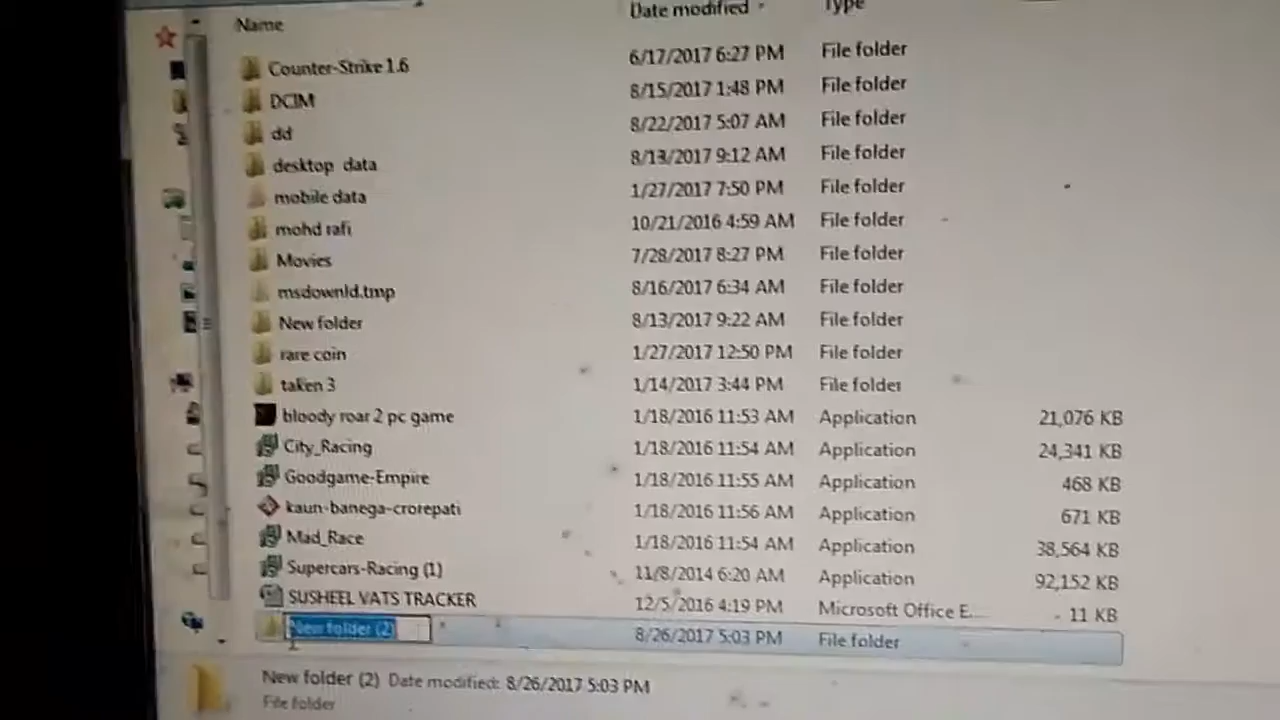 Name Date modified Type
Counter-Strike 1.6 6/17/2017 6:27 PM File folder
DCIM 8/15/2017 1:48 PM File folder
dd 8/22/2017 5:07 AM File folder
desktop data 8/13/2017 9:12 AM File folder
mobile data 1/27/2017 7:50 PM File folder
mohd rafi 10/21/2016 4:59 AM File folder
Movies 7/28/2017 8:27 PM File folder
msdownld.tmp 8/16/2017 6:34 AM File folder
New folder 8/13/2017 9:22 AM File folder
rare coin 1/27/2017 12:50 PM File folder
taken 3 1/14/2017 3:44 PM File folder
bloody roar 2 pc game 1/18/2016 11:53 AM Application 21,076 KB
City_Racing 1/18/2016 11:54 AM Application 24,341 KB
Goodgame-Empire 1/18/2016 11:55 AM Application 468 KB
kaun-banega-crorepati 1/18/2016 11:56 AM Application 671 KB
Mad_Race 1/18/2016 11:54 AM Application 38,564 KB
Supercars-Racing (1) 11/8/2014 6:20 AM Application 92,152 KB
SUSHEEL VATS TRACKER 12/5/2016 4:19 PM Microsoft Office E... 11 KB
New folder (2) 8/26/2017 5:03 PM File folder
New folder (2) Date modified: 8/26/2017 5:03 PM
File folder